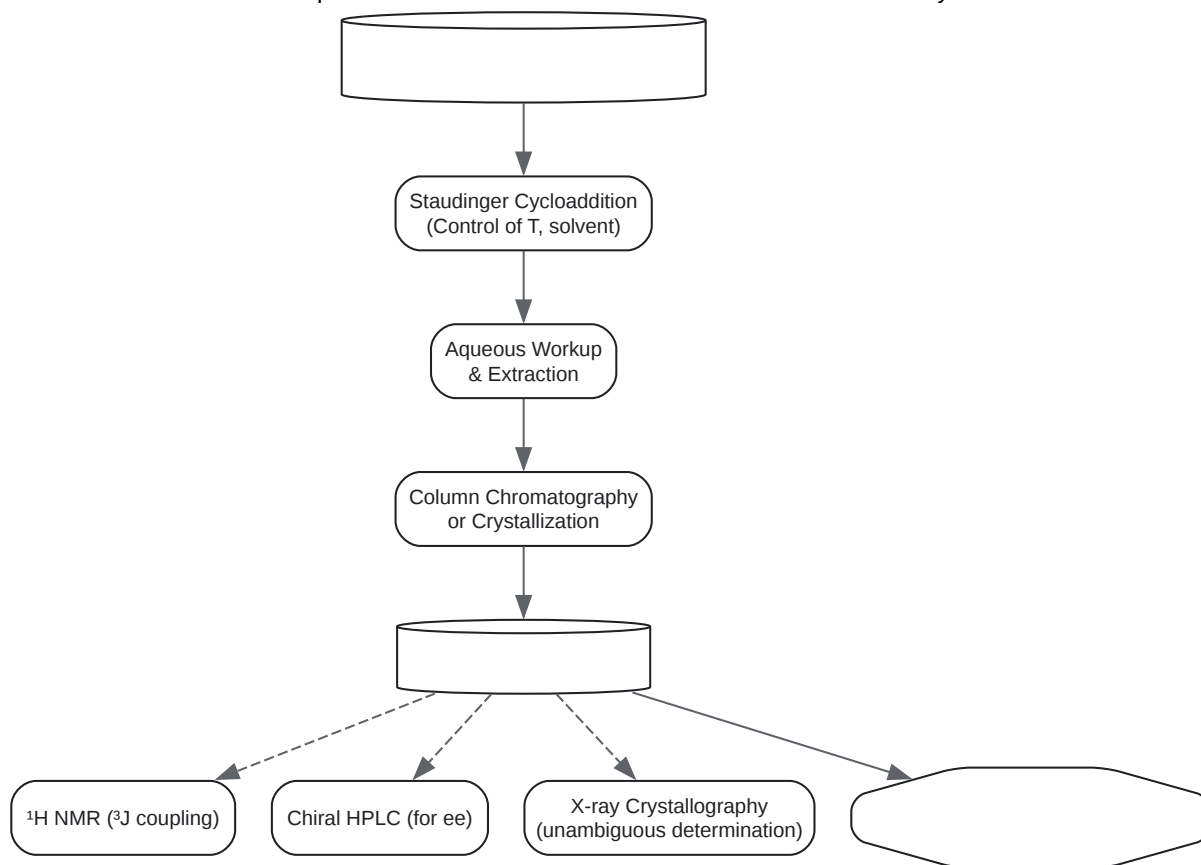 Staudinger Cycloaddition
(Control of T, solvent)
Aqueous Workup
& Extraction
Column Chromatography
or Crystallization
¹H NMR (³J coupling)
Chiral HPLC (for ee)
X-ray Crystallography
(unambiguous determination)